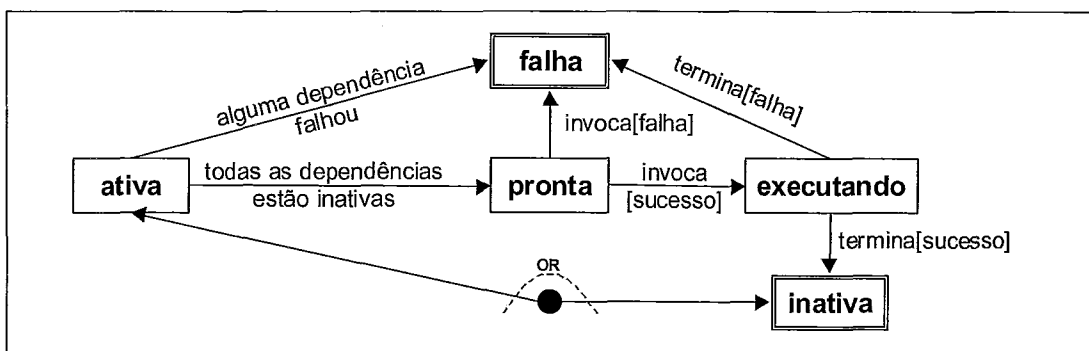 falha
alguma dependência
falhou
termina[falha]
invoca[falha]
ativa
todas as dependências
estão inativas
pronta
invoca
[sucesso]
executando
termina[sucesso]
OR
inativa